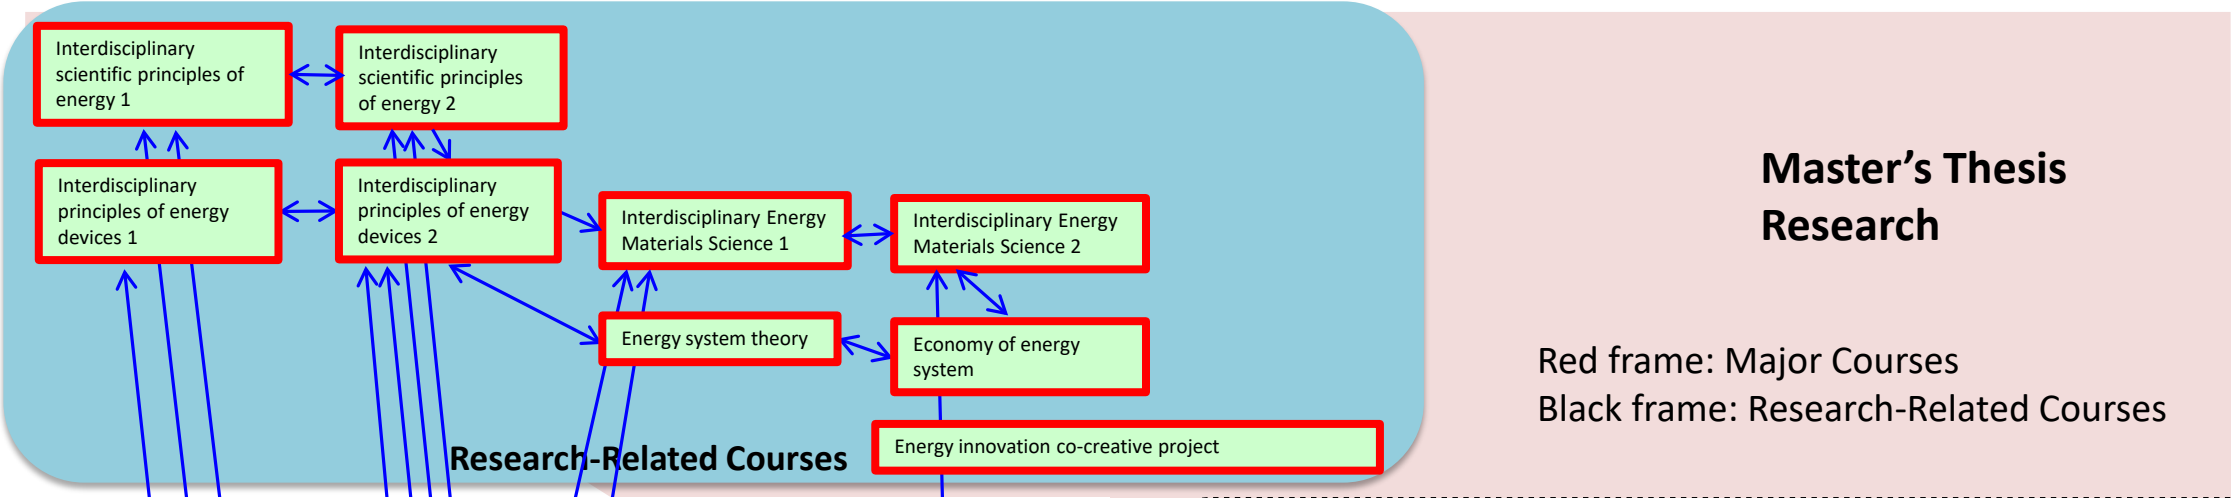 Interdisciplinary
scientific principles of
energy 1
Interdisciplinary
scientific principles
of energy 2
Interdisciplinary
principles of energy
devices 1
Interdisciplinary
principles of energy
devices 2
Interdisciplinary Energy
Materials Science 1
Interdisciplinary Energy
Materials Science 2
Energy system theory
Economy of energy
system
Energy innovation co-creative project
Research-Related Courses
Master’s Thesis
Research
Red frame: Major Courses
Black frame: Research-Related Courses